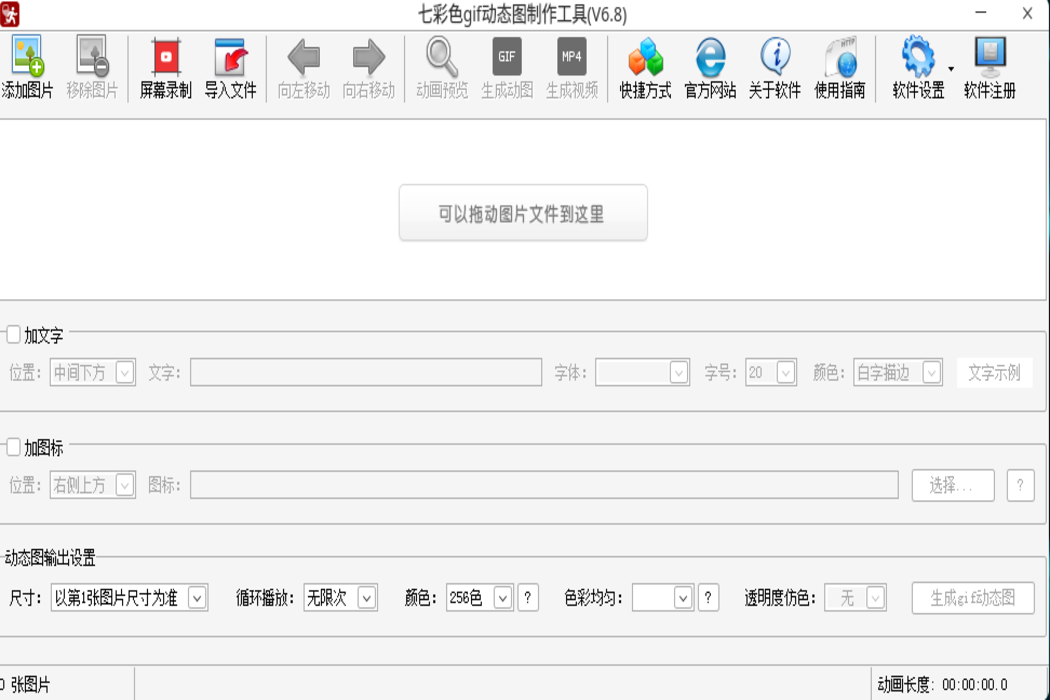 七彩色gif动态图制作工具(V6.8)
添加图片 移除图片 屏幕录制 导入文件 向左移动 向右移动 动画预览 GIF 生成动图 MP4 生成视频 快捷方式 官方网站 关于软件 HTTP 使用指南 软件设置 软件注册
可以拖动图片文件到这里
加文字
位置: 中间下方 文字: 字体: 字号: 20 颜色: 白字描边 文字示例
加图标
位置: 右侧上方 图标: 选择... ?
动态图输出设置
尺寸: 以第1张图片尺寸为准 循环播放: 无限次 颜色: 256色 ? 色彩均匀: ? 透明度仿色: 无 生成gif动态图
0 张图片 动画长度: 00:00:00.0